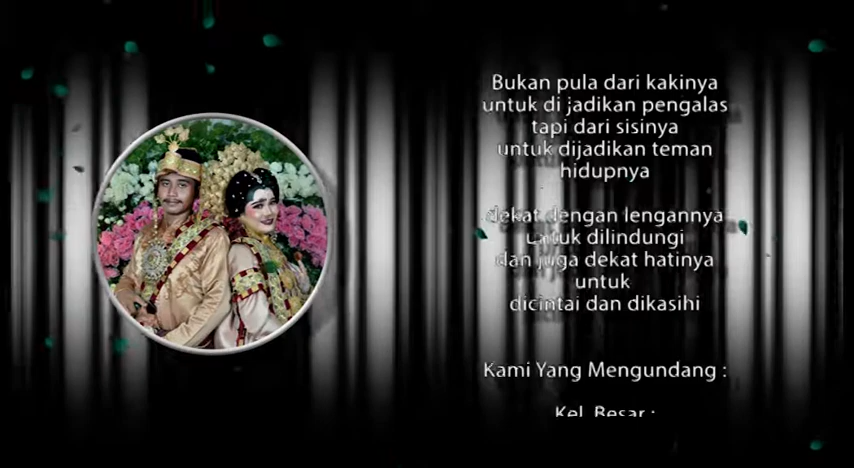 Bukan pula dari kakinya
untuk di jadikan pengalas
tapi dari sisinya
untuk dijadikan teman
hidupnya
dekat dengan lengannya
untuk dilindungi
dan juga dekat hatinya
untuk
dicintai dan dikasihi
Kami Yang Mengundang :
Kel. Besar :